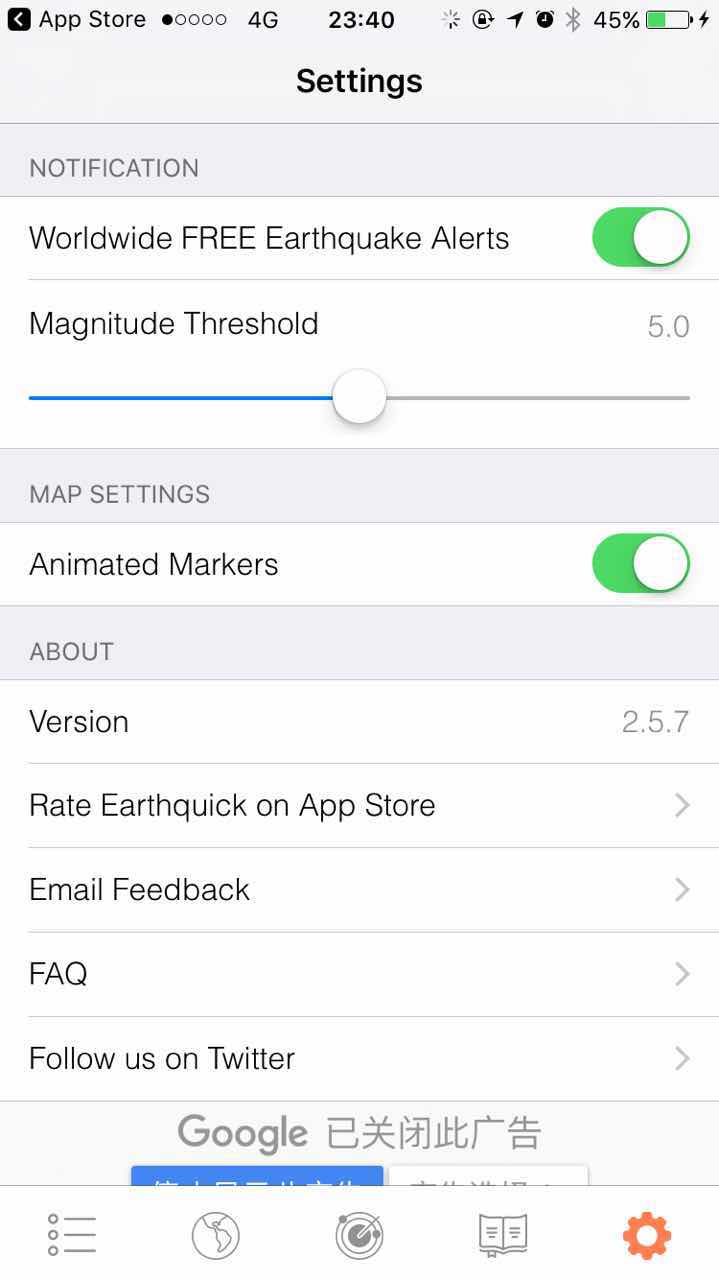 App Store 4G 23:40 45%
Settings
NOTIFICATION
Worldwide FREE Earthquake Alerts
Magnitude Threshold 5.0
MAP SETTINGS
Animated Markers
ABOUT
Version 2.5.7
Rate Earthquick on App Store
Email Feedback
FAQ
Follow us on Twitter
Google 已关闭此广告